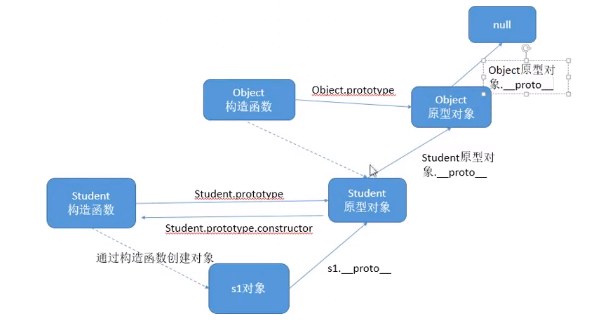 null
Object原型对
象.__proto__
Object
构造函数
Object.prototype
Object
原型对象
Student原型对
象.__proto__
Student
构造函数
Student.prototype
Student
原型对象
Student.prototype.constructor
通过构造函数创建对象
s1.__proto__
s1对象